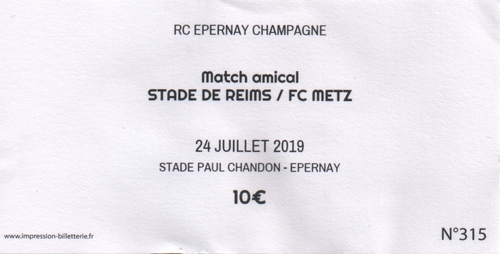 RC EPERNAY CHAMPAGNE
Match amical
STADE DE REIMS / FC METZ
24 JUILLET 2019
STADE PAUL CHANDON - EPERNAY
10€
www.impression-billetterie.fr
N°315